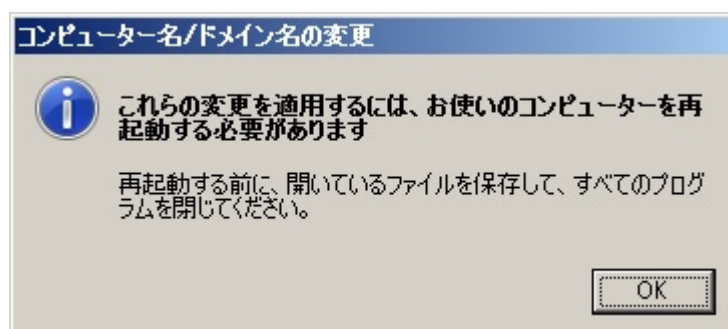 コンピューター名/ドメイン名の変更
これらの変更を適用するには、お使いのコンピューターを再
起動する必要があります
再起動する前に、開いているファイルを保存して、すべてのプログ
ラムを閉じてください。
OK